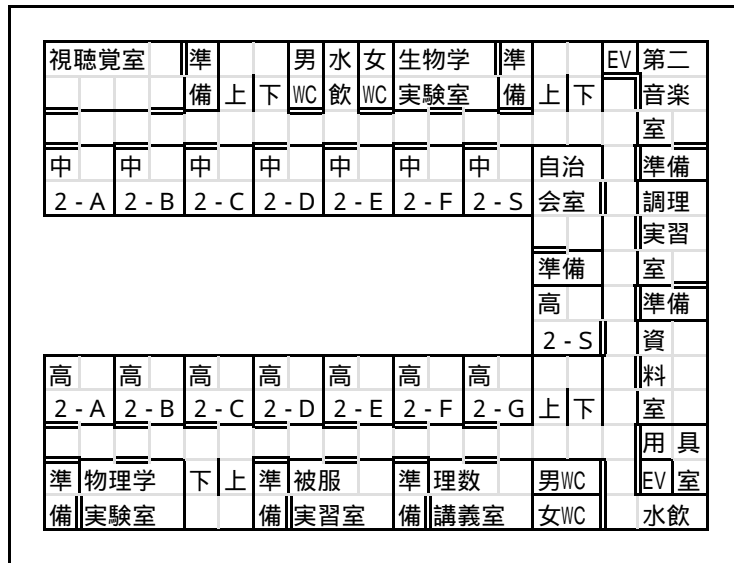 視聴覚室 準 男 水 女 生物学 準 EV 第二
備 上 下 WC 飲 WC 実験室 備 上 下 音楽
室
中 中 中 中 中 中 中 自治 準備
2-A 2-B 2-C 2-D 2-E 2-F 2-S 会室 調理
実習
準備 室
高 準備
2-S 資
高 高 高 高 高 高 高 料
2-A 2-B 2-C 2-D 2-E 2-F 2-G 上 下 室
用具
準 物理学 下 上 準 被服 準 理数 男WC EV 室
備 実験室 備 実習室 備 講義室 女WC 水飲